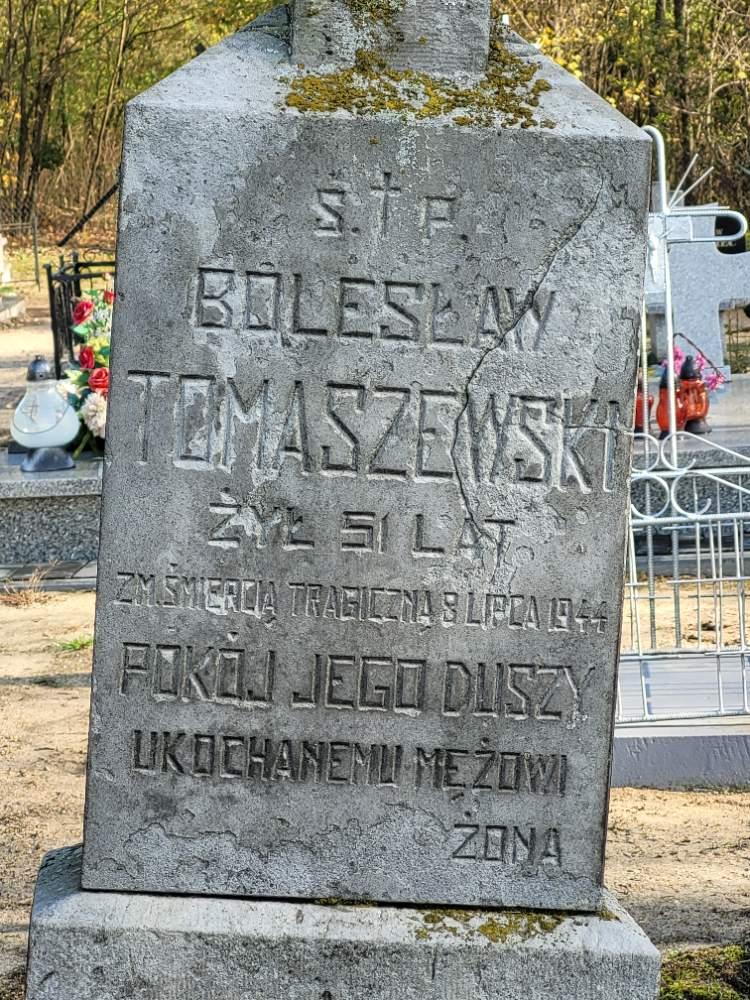 Ś. † P.
BOLESŁAW
TOMASZEWSKI
ŻYŁ 51 LAT
ZM. ŚMIERCIĄ TRAGICZNĄ 8 LIPCA 1944
POKÓJ JEGO DUSZY
UKOCHANEMU MĘŻOWI
ŻONA